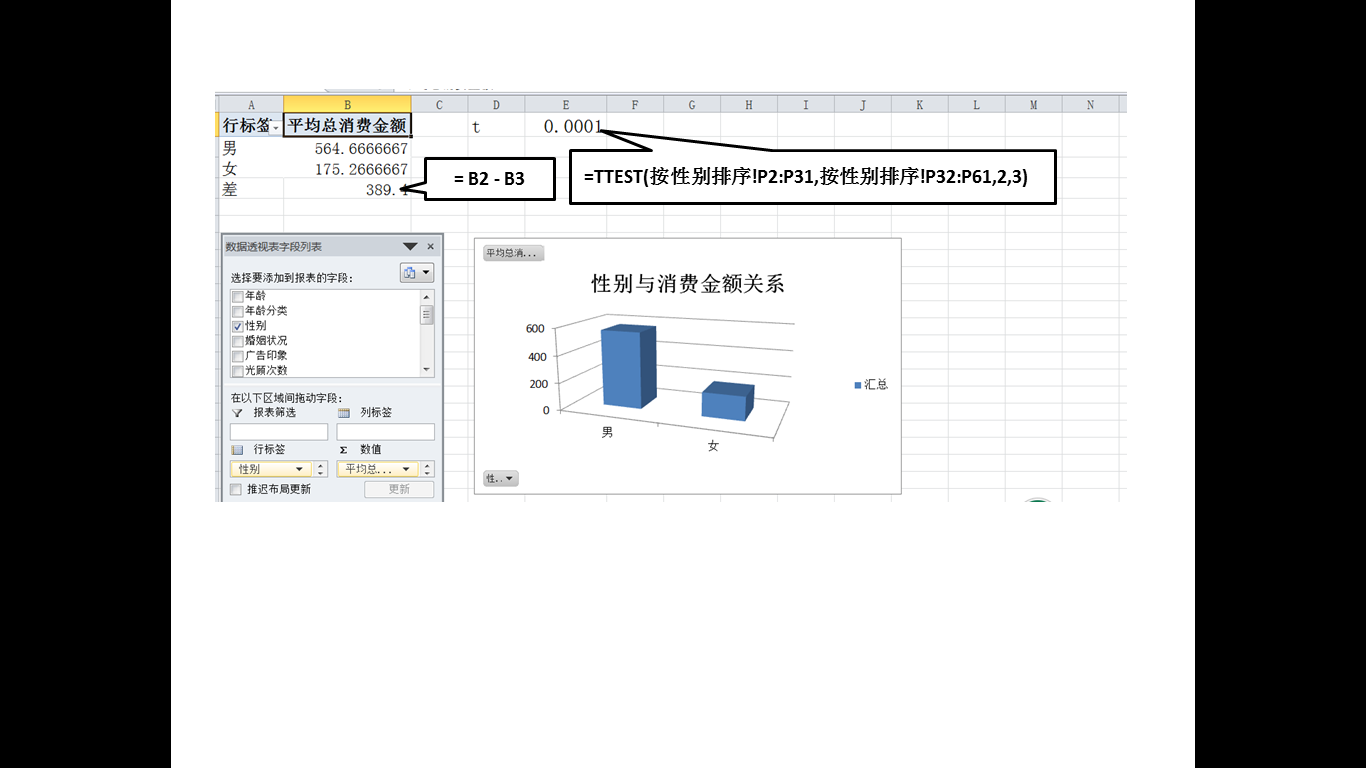 A B C D E F G H I J K L M N
行标签 平均总消费金额 t 0.0001
男 564.6666667
女 175.2666667
差 389.4
= B2 - B3
=TTEST(按性别排序!P2:P31,按性别排序!P32:P61,2,3)
数据透视表字段列表
选择要添加到报表的字段:
年龄
年龄分类
性别
婚姻状况
广告印象
光顾次数
在以下区域间拖动字段:
报表筛选 列标签
行标签 Σ 数值
性别 平均总...
推迟布局更新 更新
平均总消...
性别与消费金额关系
600
400
200
0
男
女
汇总
性..